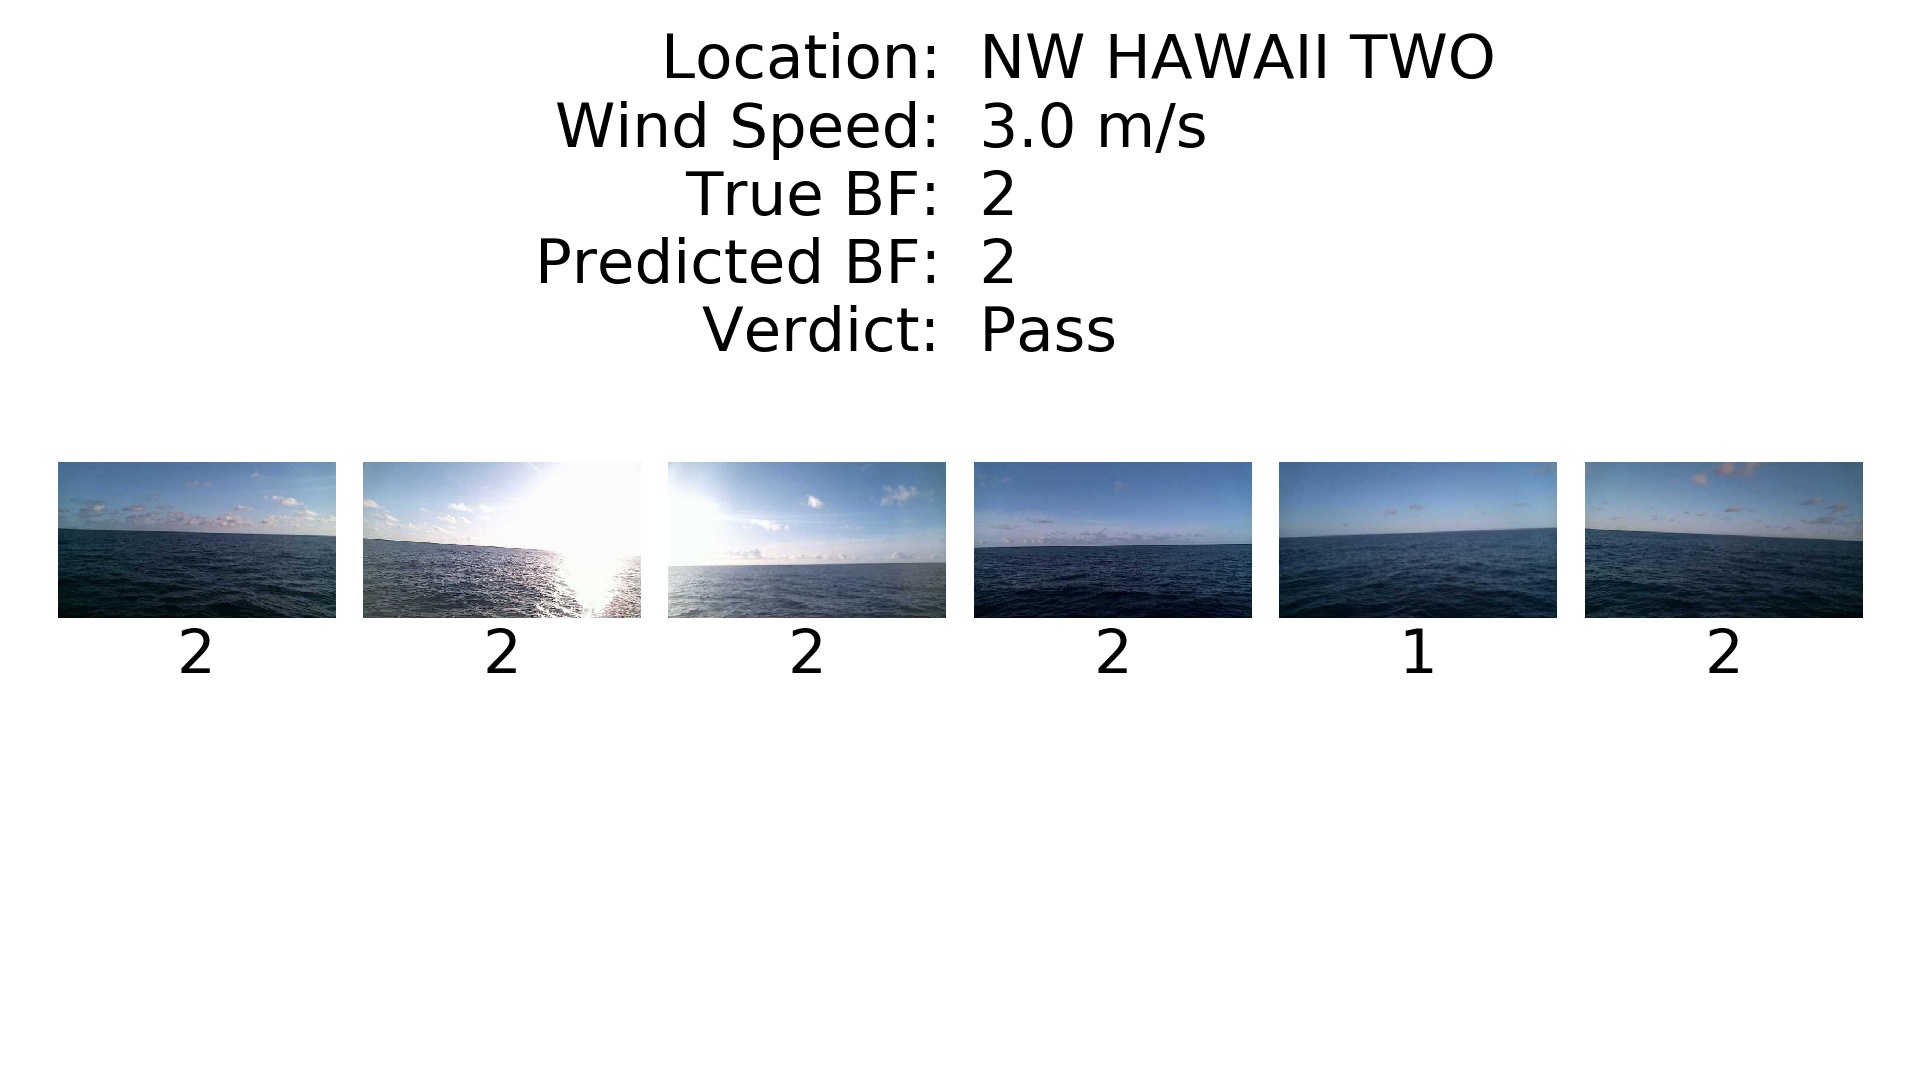 Location: NW HAWAII TWO
Wind Speed: 3.0 m/s
True BF: 2
Predicted BF: 2
Verdict: Pass
2 2 2 2 1 2